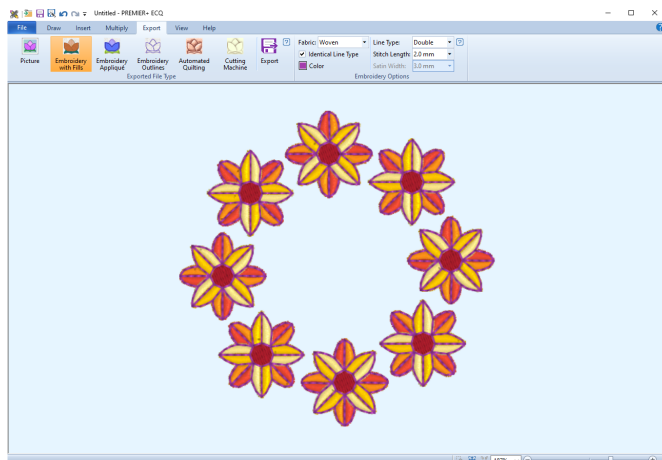 Untitled - PREMIER+ ECQ
File Draw Insert Multiply Export View Help
Picture
Embroidery with Fills
Embroidery Appliqué
Embroidery Outlines
Automated Quilting
Cutting Machine
Exported File Type
Export
Fabric: Woven
Identical Line Type
Color
Line Type: Double
Stitch Length: 2.0 mm
Satin Width: 3.0 mm
Embroidery Options